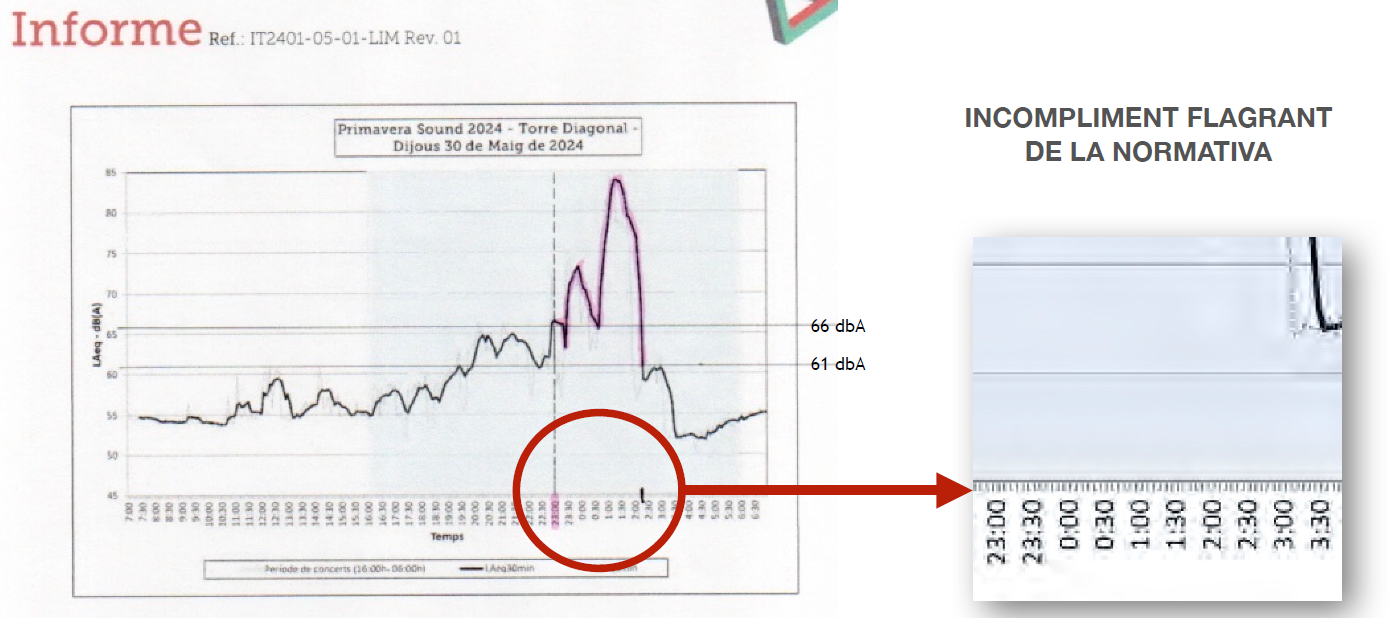 Informe Ref.: IT2401-05-01-LIM Rev. 01
INCOMPLIMENT FLAGRANT
DE LA NORMATIVA
Primavera Sound 2024 - Torre Diagonal -
Dijous 30 de Maig de 2024
85
80
75
70
65
60
55
50
45
LAeq - dB(A)
66 dbA
61 dbA
7:00 7:30 8:00 8:30 9:00 9:30 10:00 10:30 11:00 11:30 12:00 12:30 13:00 13:30 14:00 14:30 15:00 15:30 16:00 16:30 17:00 17:30 18:00 18:30 19:00 19:30 20:00 20:30 21:00 21:30 22:00 22:30 23:00 23:30 0:00 0:30 1:00 1:30 2:00 2:30 3:00 3:30 4:00 4:30 5:00 5:30 6:00 6:30
Temps
Període de concerts (16:00h-06:00h) LAeq30min
23:00 23:30 0:00 0:30 1:00 1:30 2:00 2:30 3:00 3:30